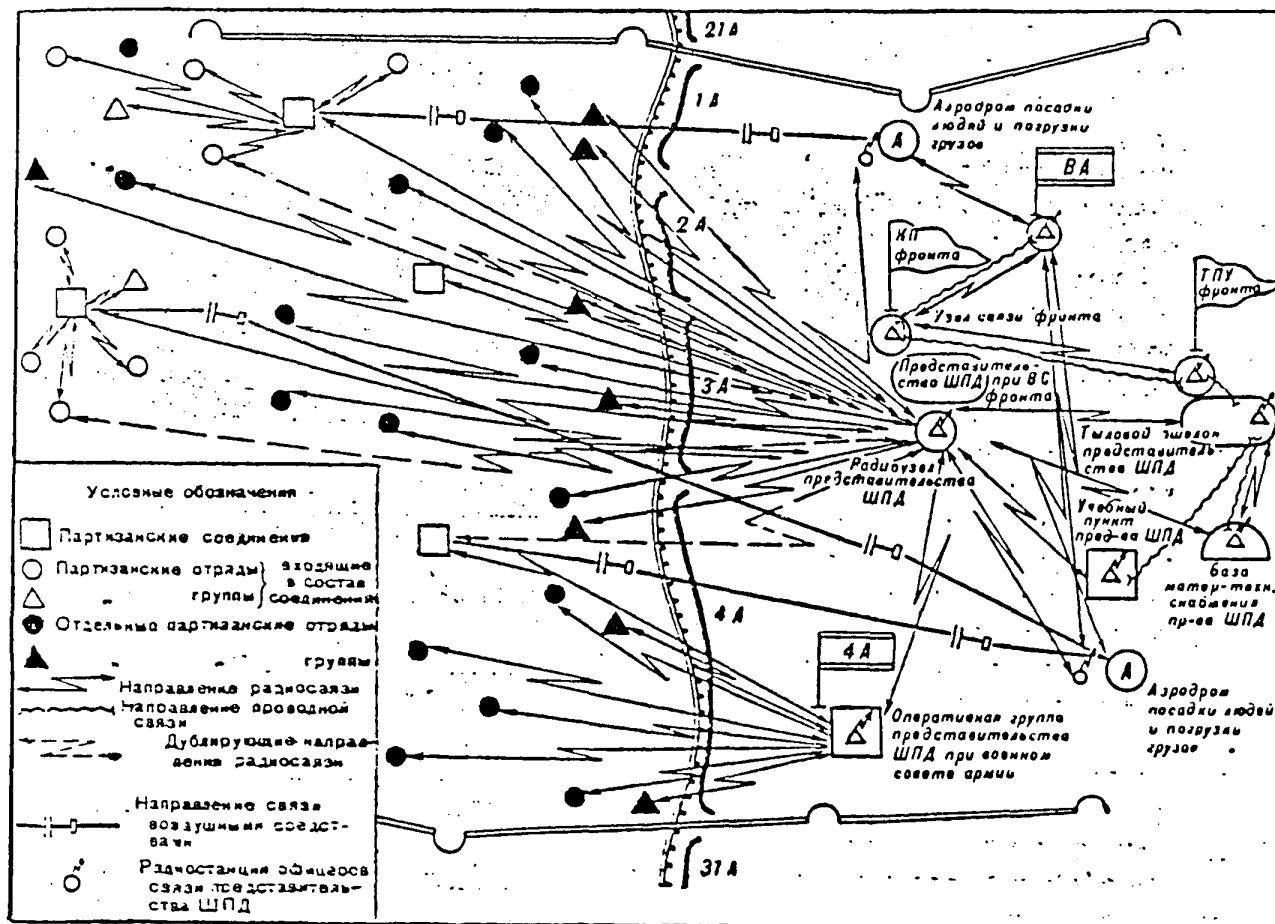 21 А
1 А
Аэродром посадки
людей и погрузки
грузов
А
ВА
2 А
КП
фронта
ТПУ
фронта
Узел связи фронта
Представитель-
ство ШПД при ВС
фронта
3 А
Тыловой эшелон
представитель-
ства ШПД
Радиоузел
представительства
ШПД
Учебный
пункт
пред-ва ШПД
База
матер-техн.
снабжения
пр-ва ШПД
4 А
4 А
А
Аэродром
посадки людей
и погрузки
грузов
Оперативная группа
представительства
ШПД при военном
совете армии
31 А
Условные обозначения
Партизанские соединения
Партизанские отряды входящие
в состав
" группы соединения
Отдельные партизанские отряды
" " группы
Направление радиосвязи
Направление проводной
связи
Дублирующие направ-
ления радиосвязи
Направление связи
воздушными средст-
вами
Радиостанции офицеров
связи представитель-
ства ШПД